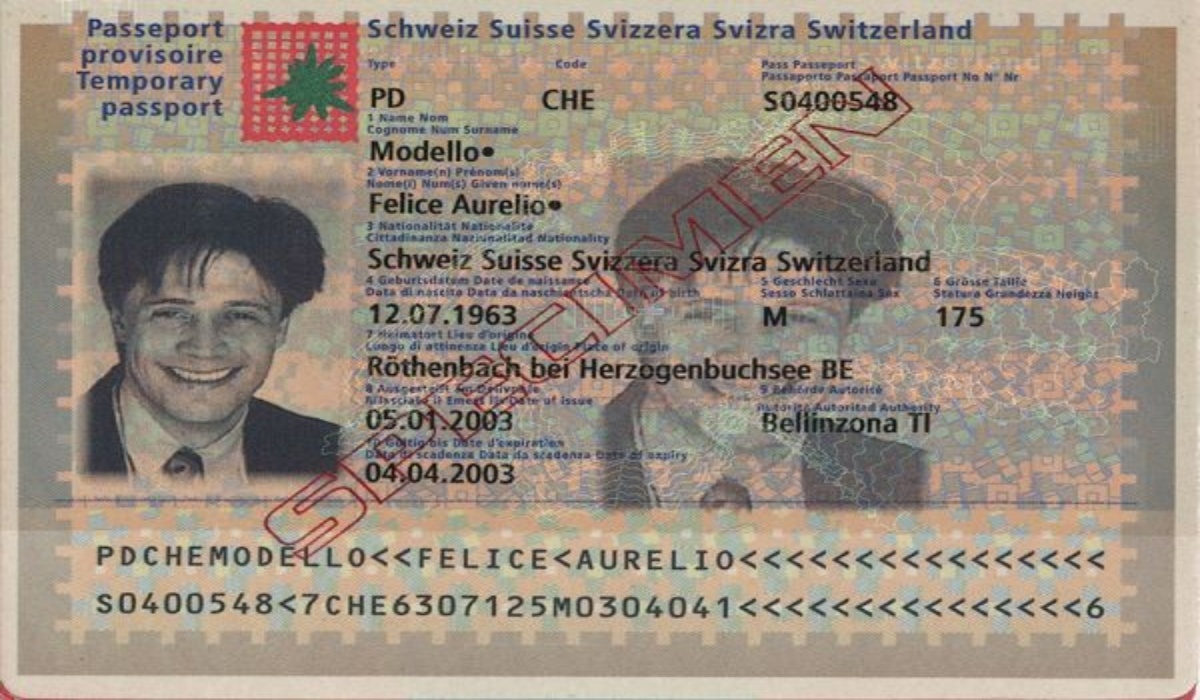 Passeport
provisoire
Temporary
passport
Schweiz Suisse Svizzera Svizra Switzerland
Type
Code
Pass Passeport
Passaporto Passaport Passport No N° Nr
PD
CHE
S0400548
1 Name Nom
Cognome Num Surname
Modello•
2 Vorname(n) Prénom(s)
Nome(i) Num(s) Given name(s)
Felice Aurelio•
3 Nationalität Nationalité
Cittadinanza Naziunalitad Nationality
Schweiz Suisse Svizzera Svizra Switzerland
4 Geburtsdatum Date de naissance
Data di nascita Data da naschientscha Date of birth
5 Geschlecht Sexe
Sesso Schlattaina Sex
6 Grösse Taille
Statura Grandezza Height
12.07.1963
M
175
7 Heimatort Lieu d'origine
Luogo di attinenza Lieu d'origin Place of origin
Röthenbach bei Herzogenbuchsee BE
8 Ausgestellt am Délivré le
Rilasciato il Emess ils Date of issue
9 Behörde Autorité
Autorità Autoritad Authority
05.01.2003
Bellinzona TI
10 Gültig bis Date d'expiration
Data di scadenza Data da scadenza Date of expiry
04.04.2003
SPECIMEN
PDCHEMODELLO<<FELICE<AURELIO<<<<<<<<<<<<<<<<
S0400548<7CHE6307125M0304041<<<<<<<<<<<<<<<6